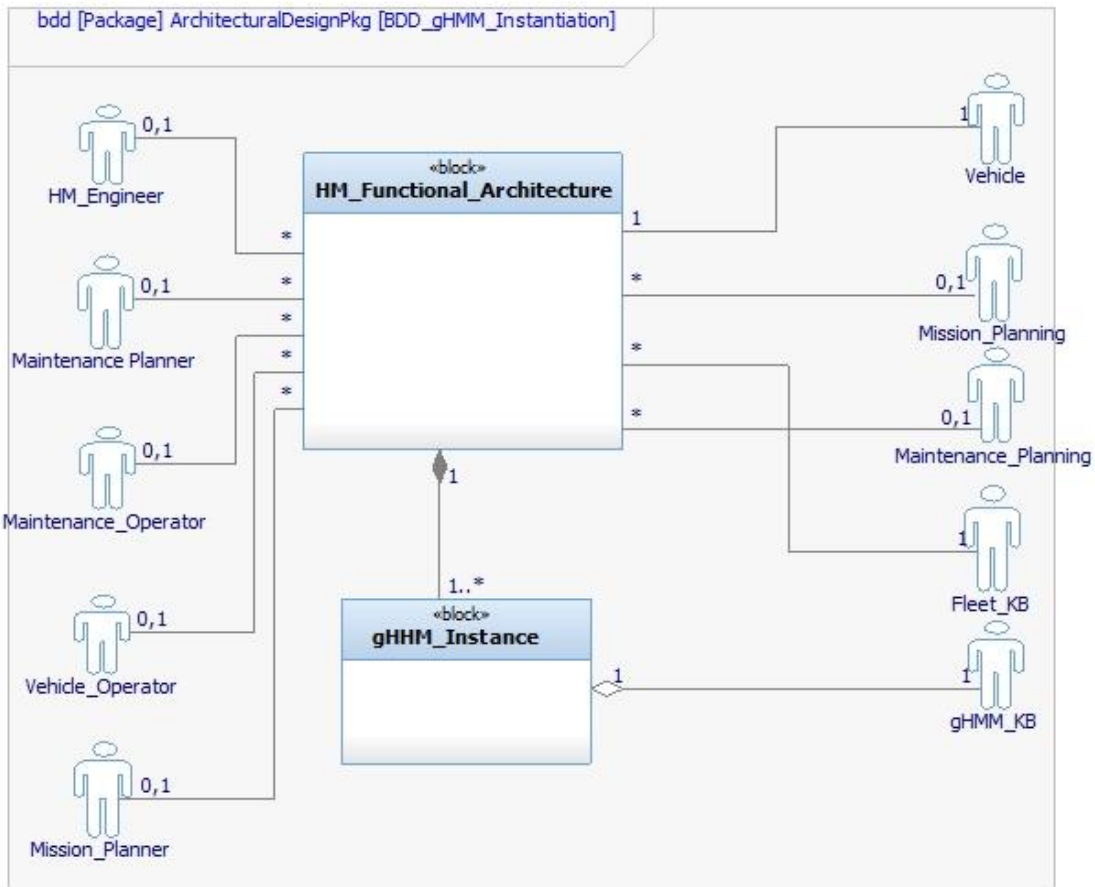 bdd [Package] ArchitecturalDesignPkg [BDD_gHMM_Instantiation]
0,1
HM_Engineer
*
0,1
Maintenance Planner
*
0,1
Maintenance_Operator
*
0,1
Vehicle_Operator
*
0,1
Mission_Planner
*
«block»
HM_Functional_Architecture
1
1
Vehicle
*
0,1
Mission_Planning
*
0,1
Maintenance_Planning
*
1
Fleet_KB
1
1..*
«block»
gHHM_Instance
1
1
gHMM_KB